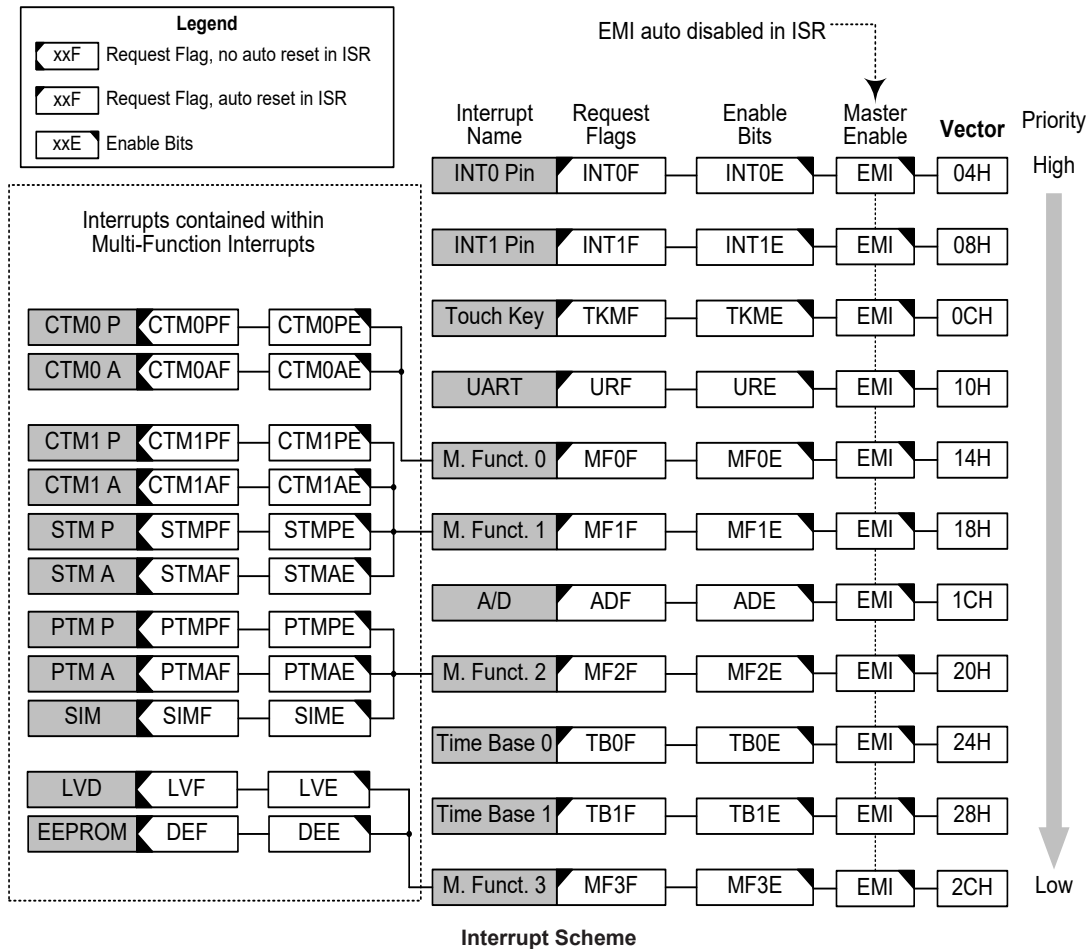 Legend
xxF Request Flag, no auto reset in ISR
xxF Request Flag, auto reset in ISR
xxE Enable Bits
EMI auto disabled in ISR
Interrupt Name Request Flags Enable Bits Master Enable Vector Priority
INT0 Pin INT0F INT0E EMI 04H High
INT1 Pin INT1F INT1E EMI 08H
Touch Key TKMF TKME EMI 0CH
UART URF URE EMI 10H
M. Funct. 0 MF0F MF0E EMI 14H
M. Funct. 1 MF1F MF1E EMI 18H
A/D ADF ADE EMI 1CH
M. Funct. 2 MF2F MF2E EMI 20H
Time Base 0 TB0F TB0E EMI 24H
Time Base 1 TB1F TB1E EMI 28H
M. Funct. 3 MF3F MF3E EMI 2CH Low
Interrupts contained within
Multi-Function Interrupts
CTM0 P CTM0PF CTM0PE
CTM0 A CTM0AF CTM0AE
CTM1 P CTM1PF CTM1PE
CTM1 A CTM1AF CTM1AE
STM P STMPF STMPE
STM A STMAF STMAE
PTM P PTMPF PTMPE
PTM A PTMAF PTMAE
SIM SIMF SIME
LVD LVF LVE
EEPROM DEF DEE
Interrupt Scheme